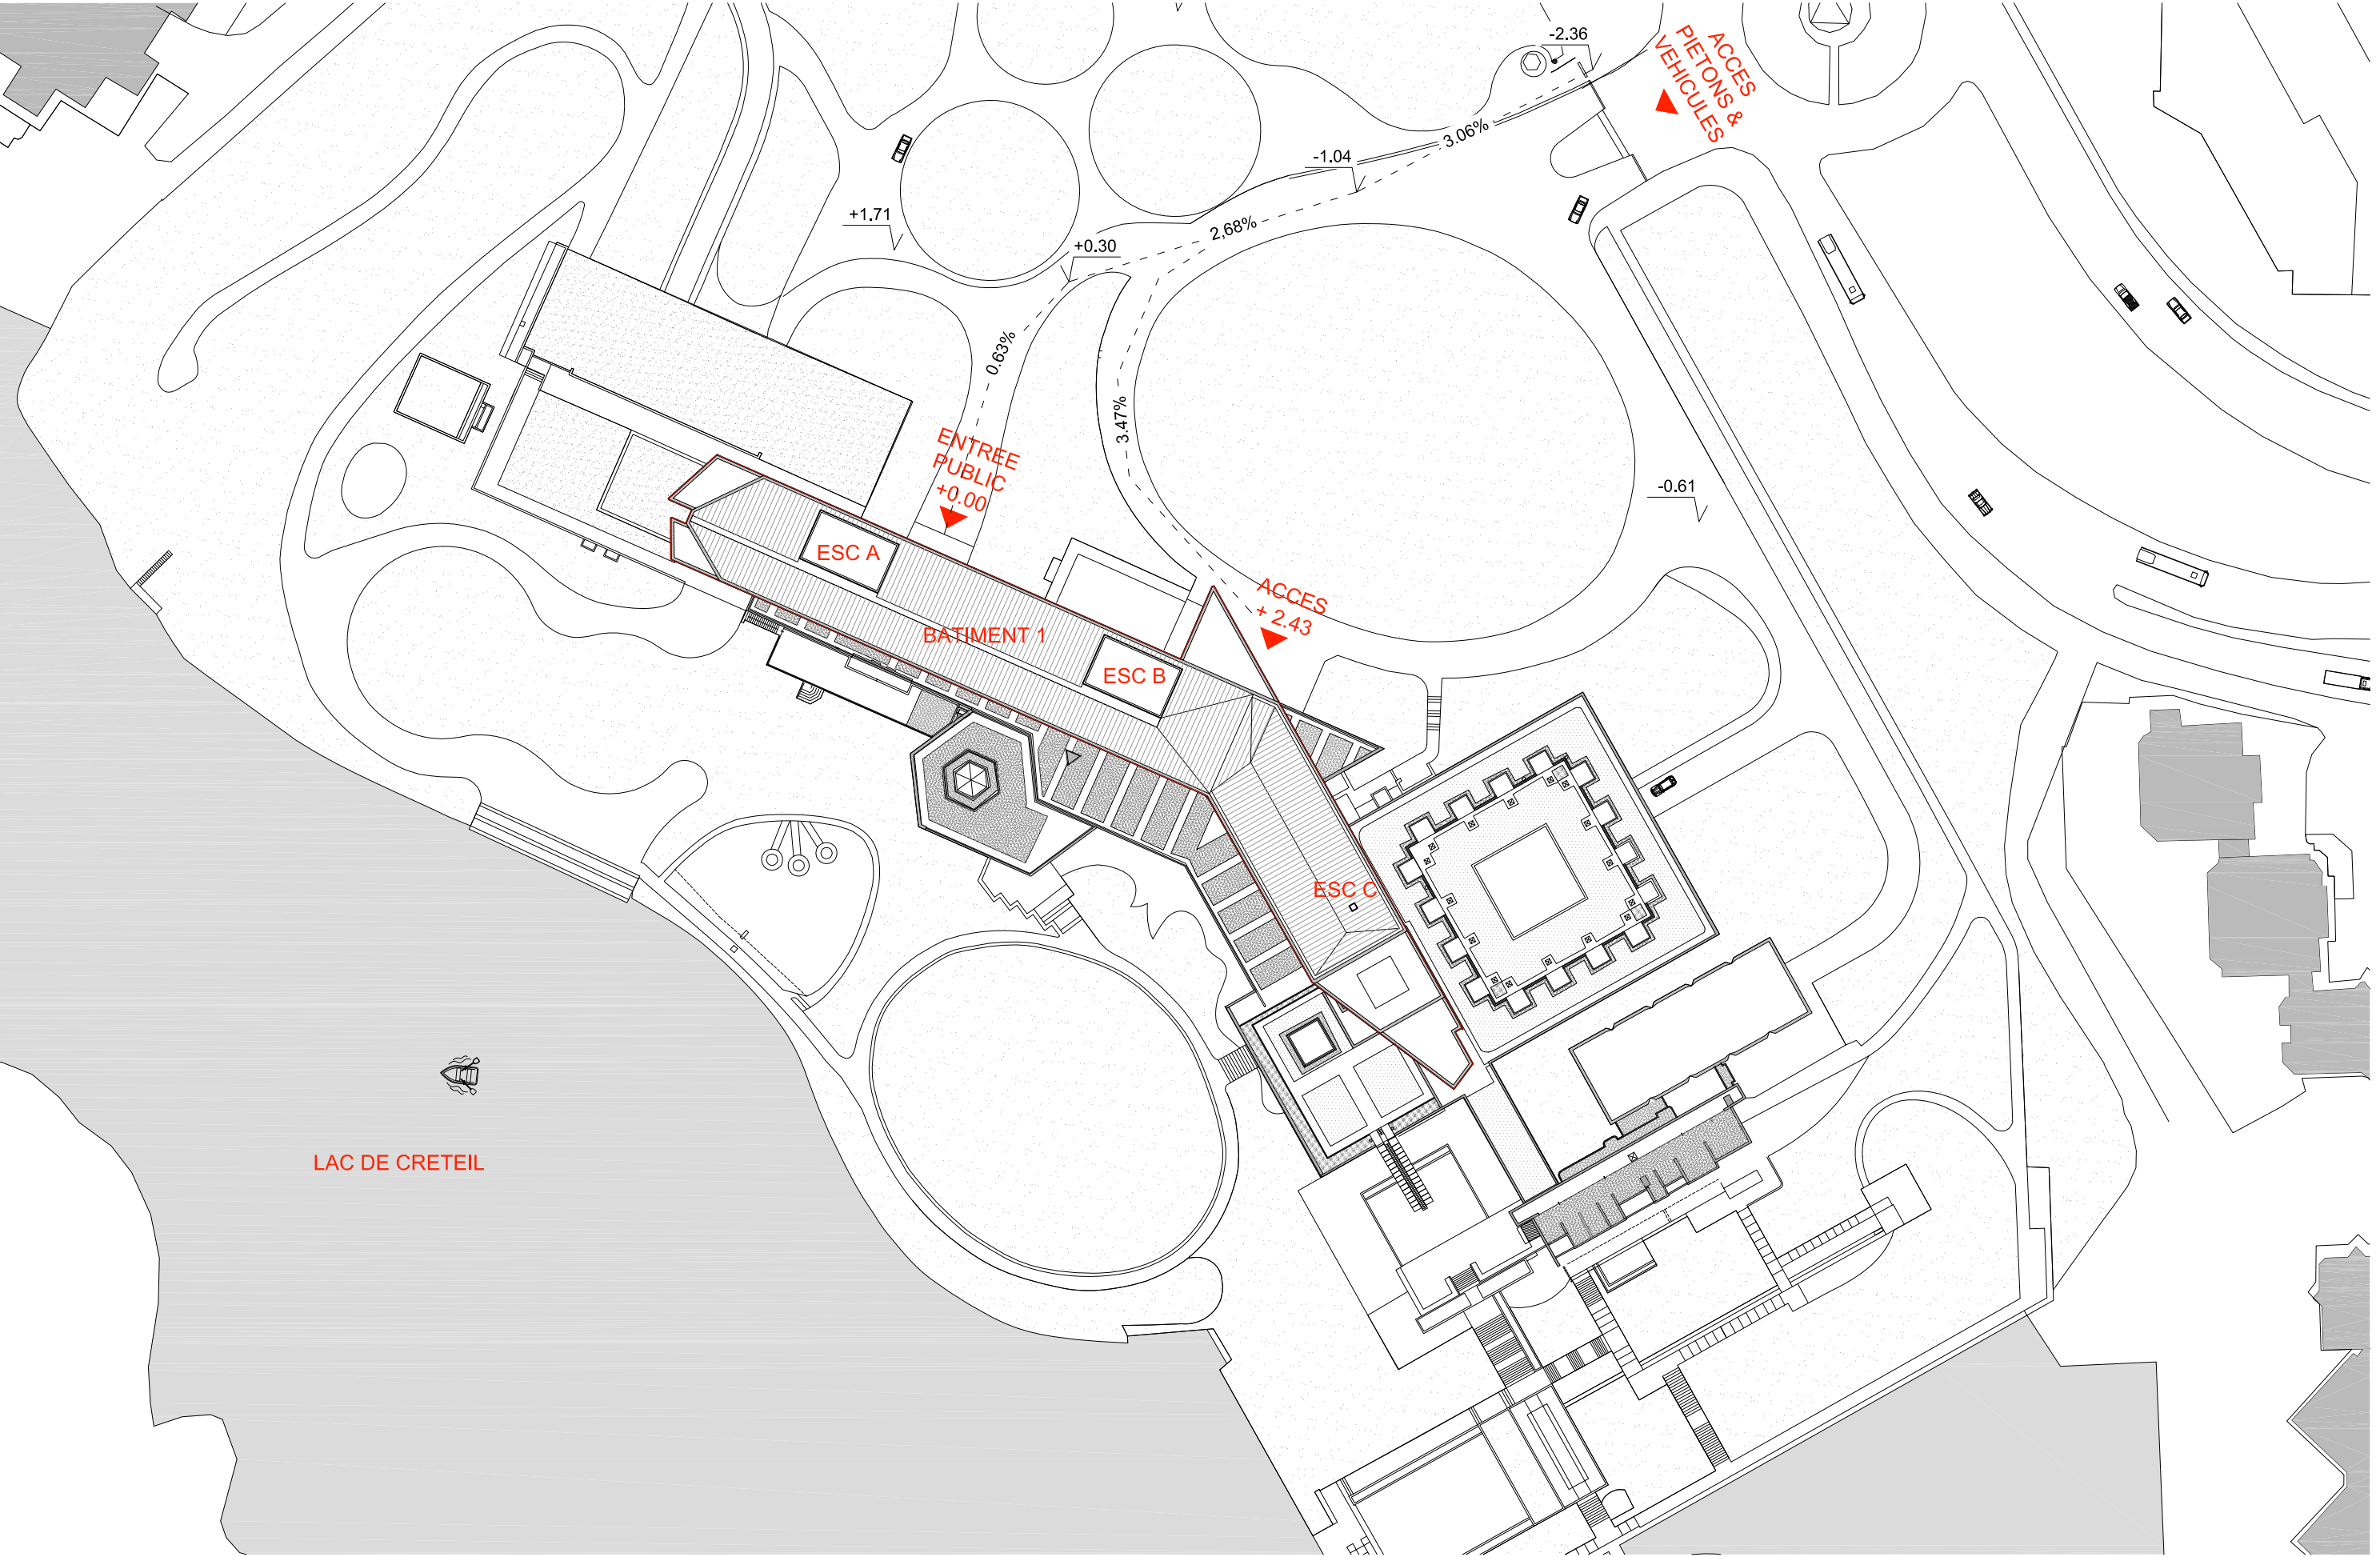 -2.36
ACCES
PIETONS &
VEHICULES
3.06%
-1.04
+1.71
2,68%
+0.30
0.63%
3.47%
ENTREE
PUBLIC
+0.00
-0.61
ESC A
ACCES
+ 2.43
BATIMENT 1
ESC B
ESC C
LAC DE CRETEIL